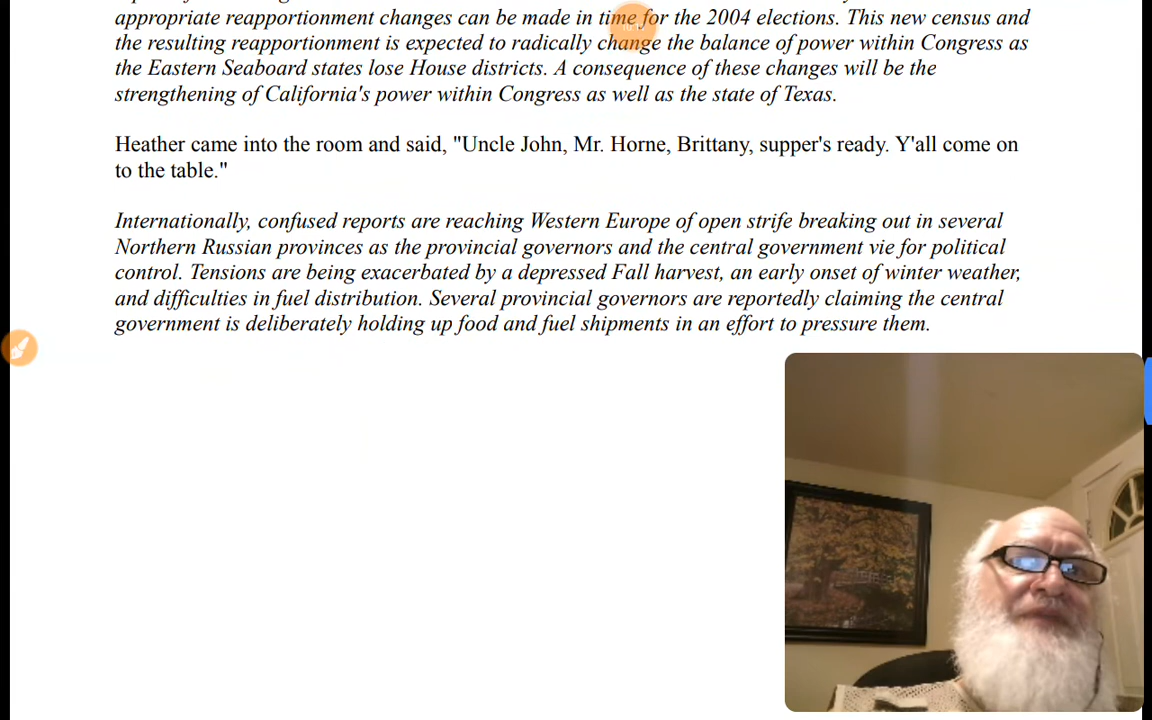 appropriate reapportionment changes can be made in time for the 2004 elections. This new census and
the resulting reapportionment is expected to radically change the balance of power within Congress as
the Eastern Seaboard states lose House districts. A consequence of these changes will be the
strengthening of California's power within Congress as well as the state of Texas.
Heather came into the room and said, "Uncle John, Mr. Horne, Brittany, supper's ready. Y'all come on
to the table."
Internationally, confused reports are reaching Western Europe of open strife breaking out in several
Northern Russian provinces as the provincial governors and the central government vie for political
control. Tensions are being exacerbated by a depressed Fall harvest, an early onset of winter weather,
and difficulties in fuel distribution. Several provincial governors are reportedly claiming the central
government is deliberately holding up food and fuel shipments in an effort to pressure them.